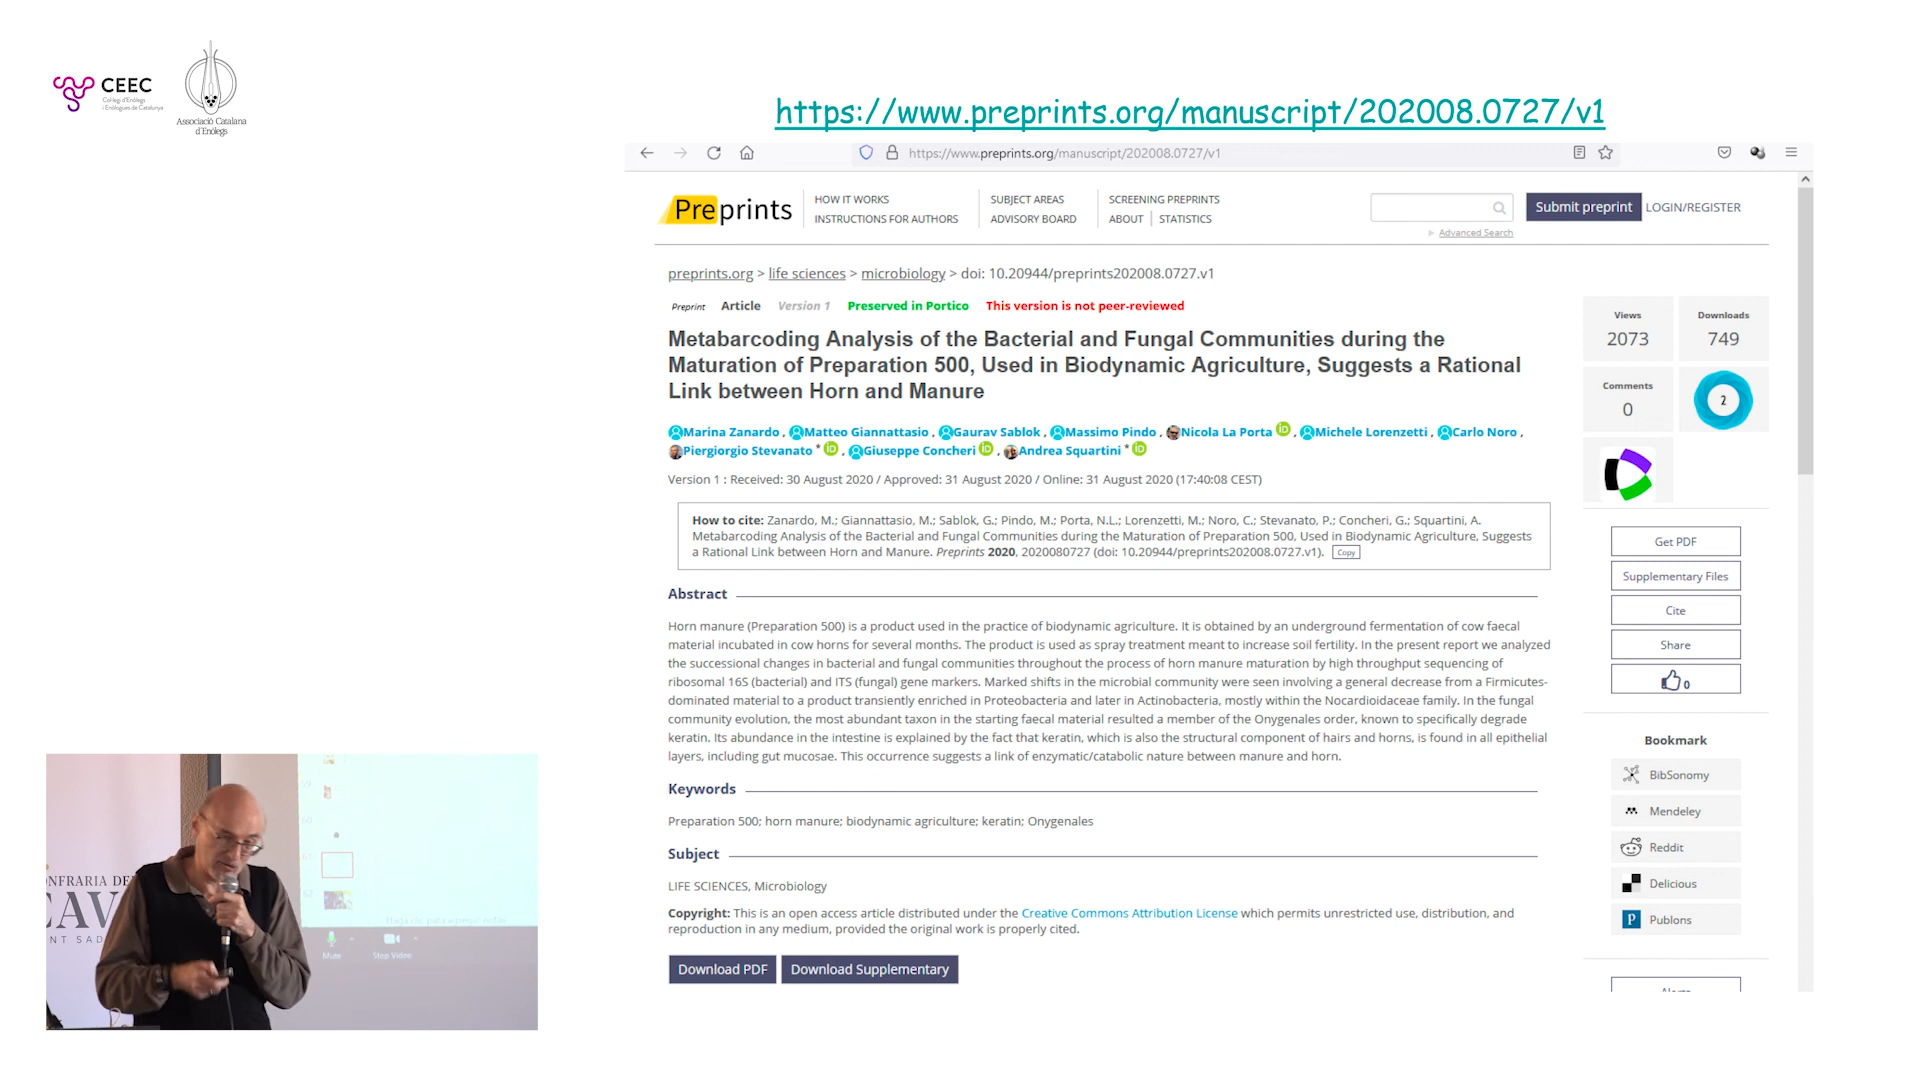 CEEC
Col·legi d'Enòlegs
i Enòlogues de Catalunya
Associació Catalana
d'Enòlegs
https://www.preprints.org/manuscript/202008.0727/v1
https://www.preprints.org/manuscript/202008.0727/v1
Preprints
HOW IT WORKS
INSTRUCTIONS FOR AUTHORS
SUBJECT AREAS
ADVISORY BOARD
SCREENING PREPRINTS
ABOUT | STATISTICS
Submit preprint
LOGIN/REGISTER
Advanced Search
preprints.org > life sciences > microbiology > doi: 10.20944/preprints202008.0727.v1
Preprint Article Version 1 Preserved in Portico This version is not peer-reviewed
Metabarcoding Analysis of the Bacterial and Fungal Communities during the
Maturation of Preparation 500, Used in Biodynamic Agriculture, Suggests a Rational
Link between Horn and Manure
Marina Zanardo , Matteo Giannattasio , Gaurav Sablok , Massimo Pindo , Nicola La Porta iD , Michele Lorenzetti , Carlo Noro ,
Piergiorgio Stevanato * iD , Giuseppe Concheri iD , Andrea Squartini * iD
Version 1 : Received: 30 August 2020 / Approved: 31 August 2020 / Online: 31 August 2020 (17:40:08 CEST)
How to cite: Zanardo, M.; Giannattasio, M.; Sablok, G.; Pindo, M.; Porta, N.L.; Lorenzetti, M.; Noro, C.; Stevanato, P.; Concheri, G.; Squartini, A.
Metabarcoding Analysis of the Bacterial and Fungal Communities during the Maturation of Preparation 500, Used in Biodynamic Agriculture, Suggests
a Rational Link between Horn and Manure. Preprints 2020, 2020080727 (doi: 10.20944/preprints202008.0727.v1). Copy
Abstract
Horn manure (Preparation 500) is a product used in the practice of biodynamic agriculture. It is obtained by an underground fermentation of cow faecal
material incubated in cow horns for several months. The product is used as spray treatment meant to increase soil fertility. In the present report we analyzed
the successional changes in bacterial and fungal communities throughout the process of horn manure maturation by high throughput sequencing of
ribosomal 16S (bacterial) and ITS (fungal) gene markers. Marked shifts in the microbial community were seen involving a general decrease from a Firmicutes-
dominated material to a product transiently enriched in Proteobacteria and later in Actinobacteria, mostly within the Nocardioidaceae family. In the fungal
community evolution, the most abundant taxon in the starting faecal material resulted a member of the Onygenales order, known to specifically degrade
keratin. Its abundance in the intestine is explained by the fact that keratin, which is also the structural component of hairs and horns, is found in all epithelial
layers, including gut mucosae. This occurrence suggests a link of enzymatic/catabolic nature between manure and horn.
Keywords
Preparation 500; horn manure; biodynamic agriculture; keratin; Onygenales
Subject
LIFE SCIENCES, Microbiology
Copyright: This is an open access article distributed under the Creative Commons Attribution License which permits unrestricted use, distribution, and
reproduction in any medium, provided the original work is properly cited.
Download PDF
Download Supplementary
Views
2073
Downloads
749
Comments
0
2
Get PDF
Supplementary Files
Cite
Share
0
Bookmark
BibSonomy
Mendeley
Reddit
Delicious
Publons
NFRARIA DE
CAV
NT SAD
Mute
Stop Video